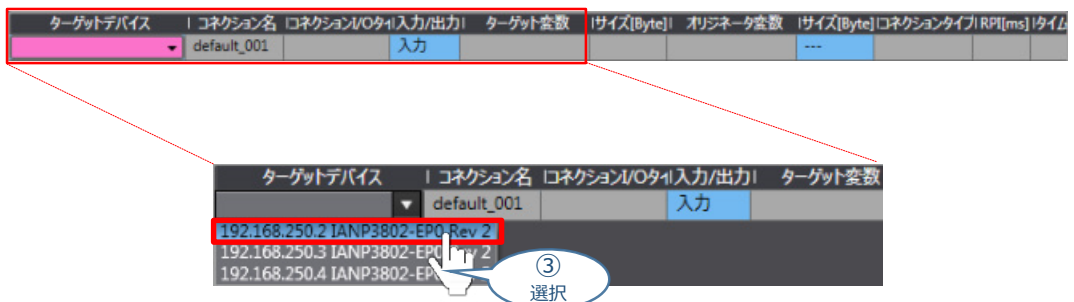 ターゲットデバイス | コネクション名 |コネクションI/Oタイ|入力/出力| ターゲット変数 |サイズ[Byte]| オリジネータ変数 |サイズ[Byte]|コネクションタイプ|RPI[ms]|タイム
default_001 入力 ---
ターゲットデバイス | コネクション名 |コネクションI/Oタイ|入力/出力| ターゲット変数
default_001 入力
192.168.250.2 IANP3802-EP0 Rev 2
192.168.250.3 IANP3802-EP0 2
192.168.250.4 IANP3802-EP
③
選択